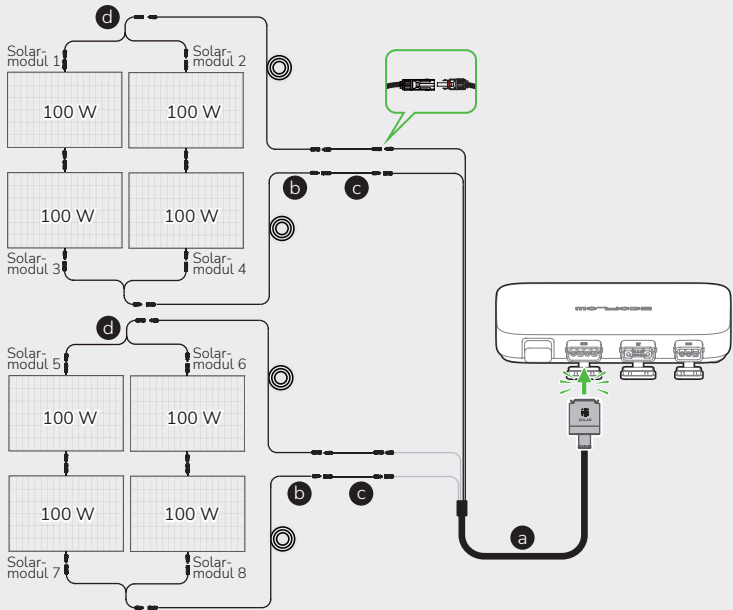 d
Solar-
modul 1
Solar-
modul 2
100 W
100 W
b
c
100 W
100 W
Solar-
modul 3
Solar-
modul 4
d
Solar-
modul 5
Solar-
modul 6
100 W
100 W
SOLAR
b
c
100 W
100 W
a
Solar-
modul 7
Solar-
modul 8